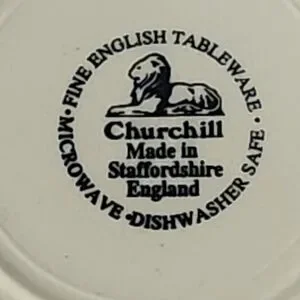 • FINE ENGLISH TABLEWARE •
Churchill
Made in
Staffordshire
England
MICROWAVE • DISHWASHER SAFE